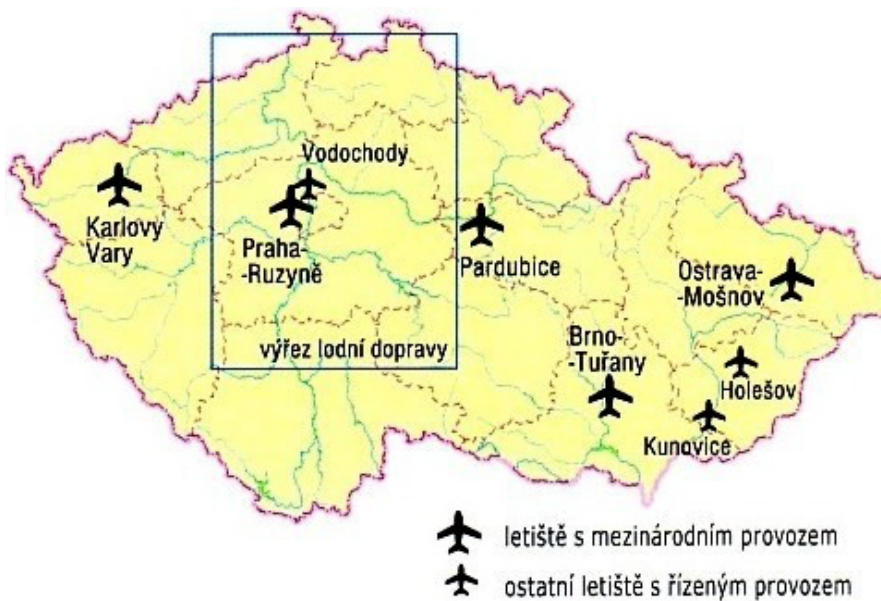 Vodochody
Karlovy
Vary
Praha-
-Ruzyně
Pardubice
Ostrava-
-Mošnov
výřez lodní dopravy
Brno-
-Tuřany
Holešov
Kunovice
letiště s mezinárodním provozem
ostatní letiště s řízeným provozem